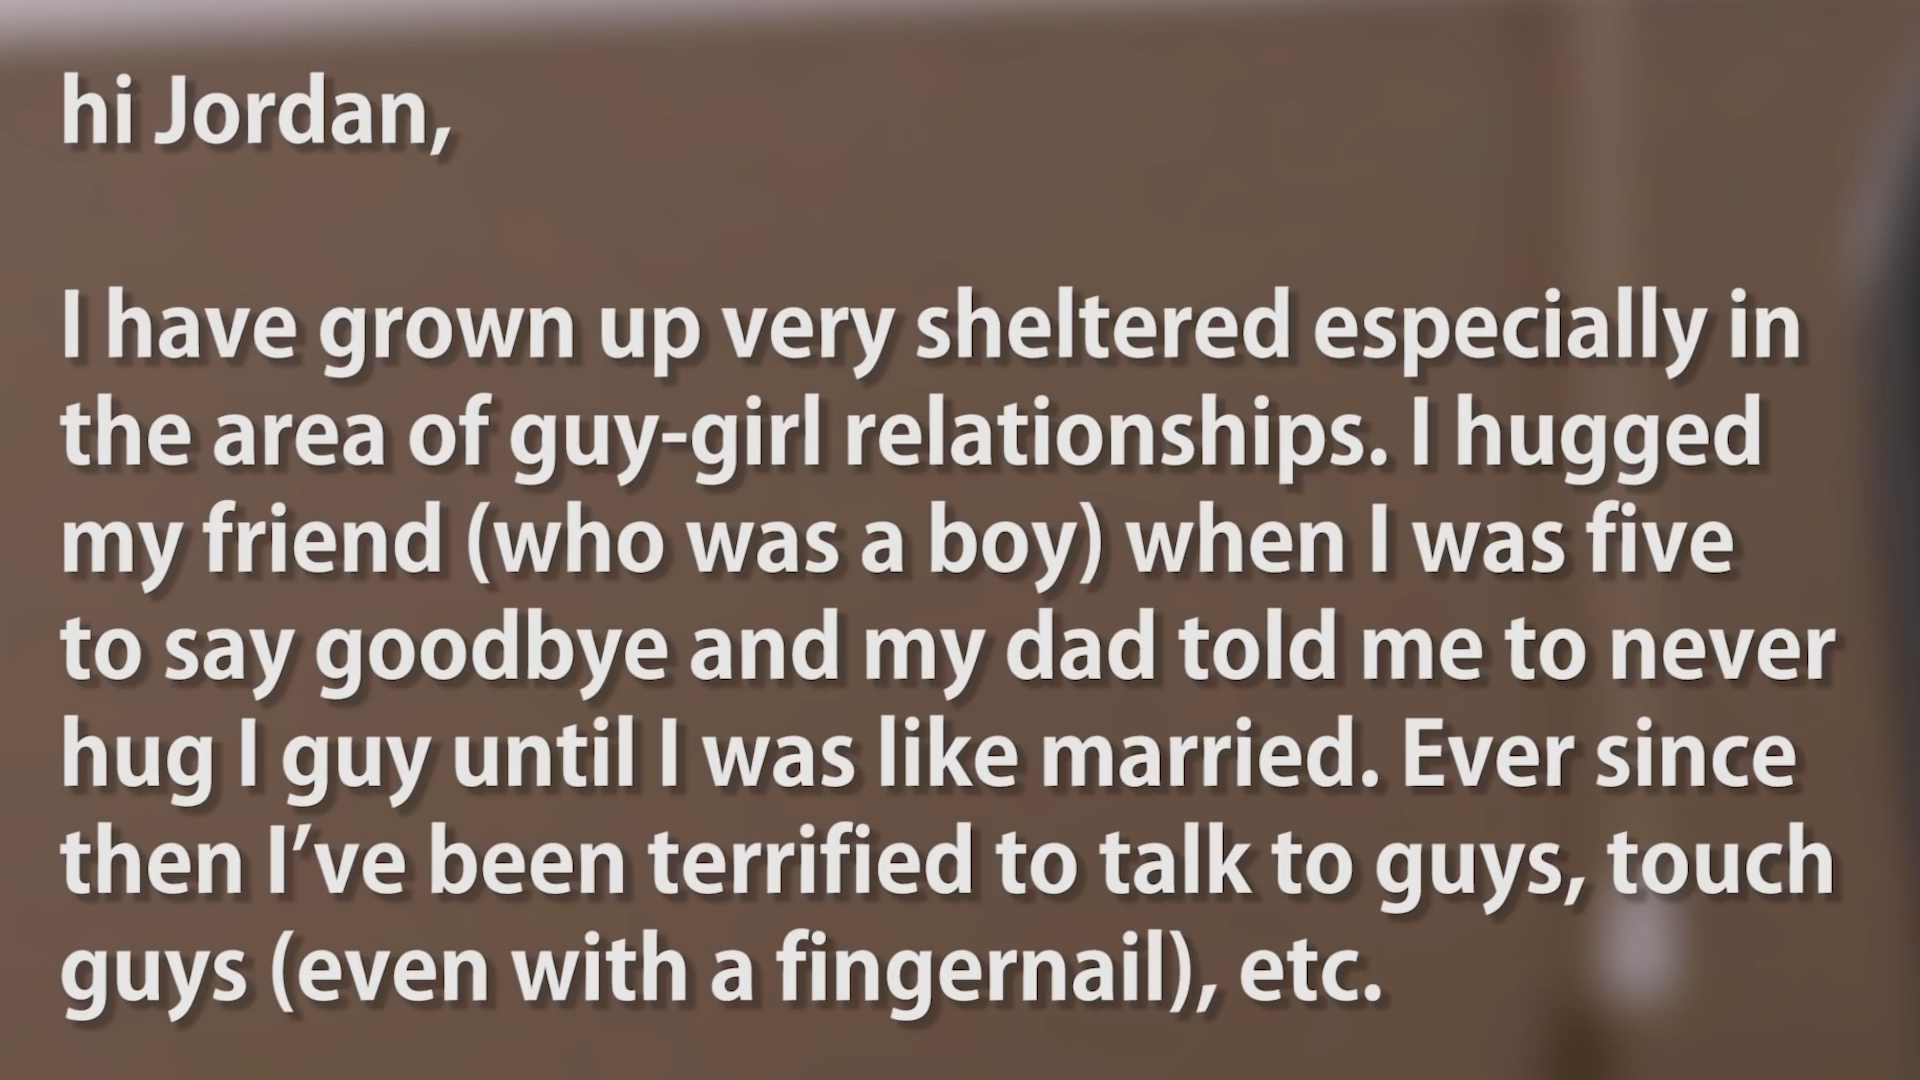 hi Jordan,
I have grown up very sheltered especially in
the area of guy-girl relationships. I hugged
my friend (who was a boy) when I was five
to say goodbye and my dad told me to never
hug I guy until I was like married. Ever since
then I’ve been terrified to talk to guys, touch
guys (even with a fingernail), etc.